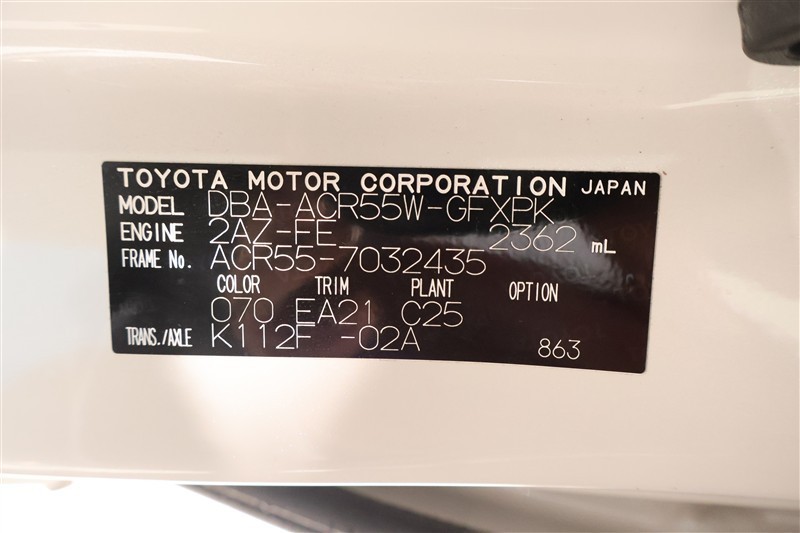 TOYOTA MOTOR CORPORATION JAPAN
MODEL DBA-ACR55W-GFXPK
ENGINE 2AZ-FE 2362 mL
FRAME No. ACR55-7032435
COLOR TRIM PLANT OPTION
070 EA21 C25
TRANS./AXLE K112F -02A 863